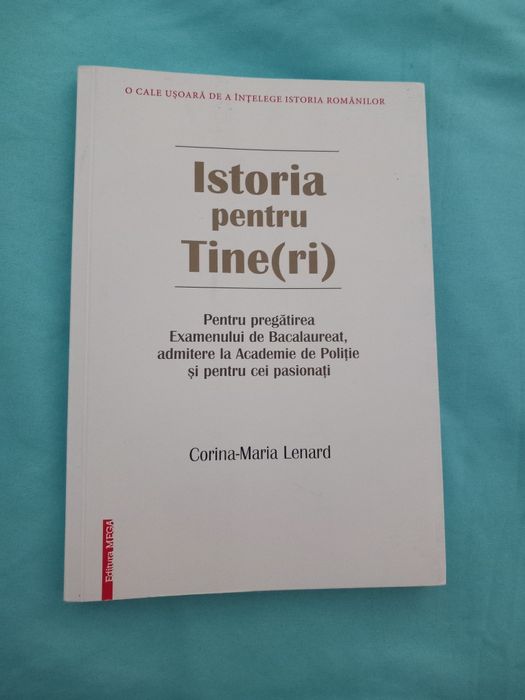 O CALE UȘOARĂ DE A ÎNȚELEGE ISTORIA ROMÂNILOR
Istoria
pentru
Tine(ri)
Pentru pregătirea
Examenului de Bacalaureat,
admitere la Academie de Poliție
și pentru cei pasionați
Corina-Maria Lenard
Editura MEGA